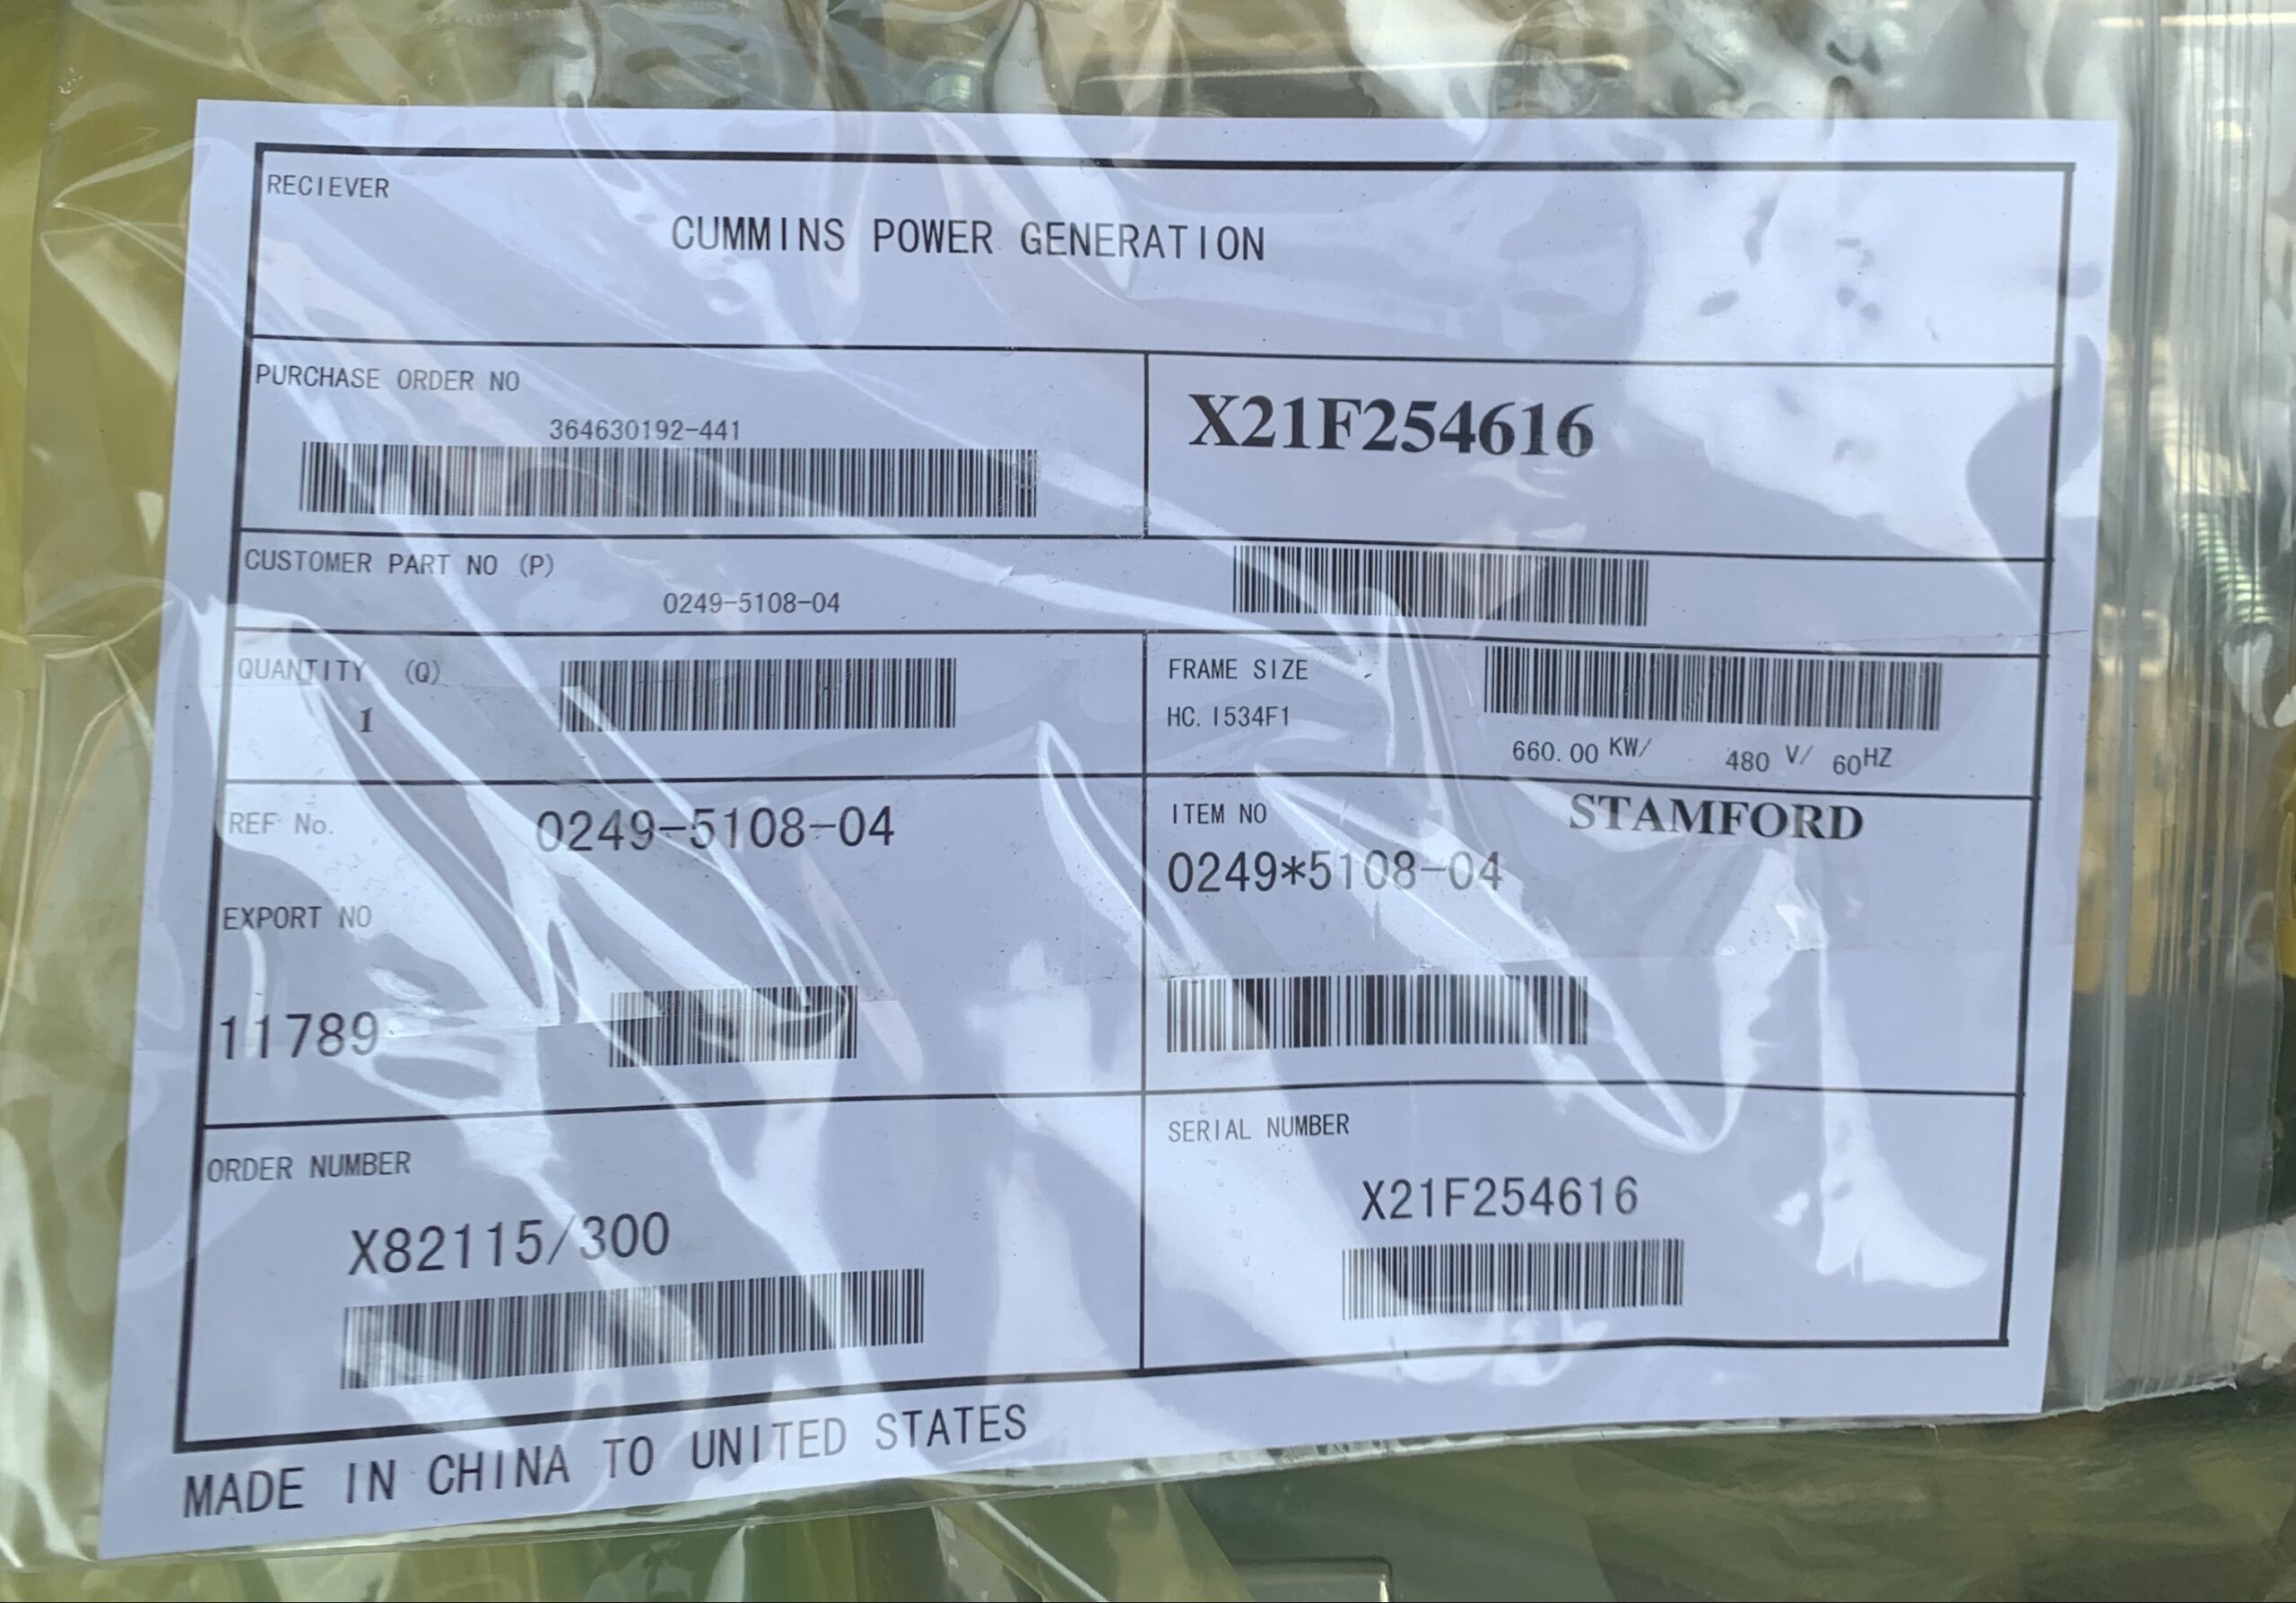 RECIEVER
CUMMINS POWER GENERATION
PURCHASE ORDER NO
364630192-441
X21F254616
CUSTOMER PART NO (P)
0249-5108-04
QUANTITY (Q)
1
FRAME SIZE
HC. I534F1
660.00 KW/ 480 V/ 60HZ
REF No. 0249-5108-04
EXPORT NO
11789
ITEM NO STAMFORD
0249*5108-04
ORDER NUMBER
X82115/300
SERIAL NUMBER
X21F254616
MADE IN CHINA TO UNITED STATES